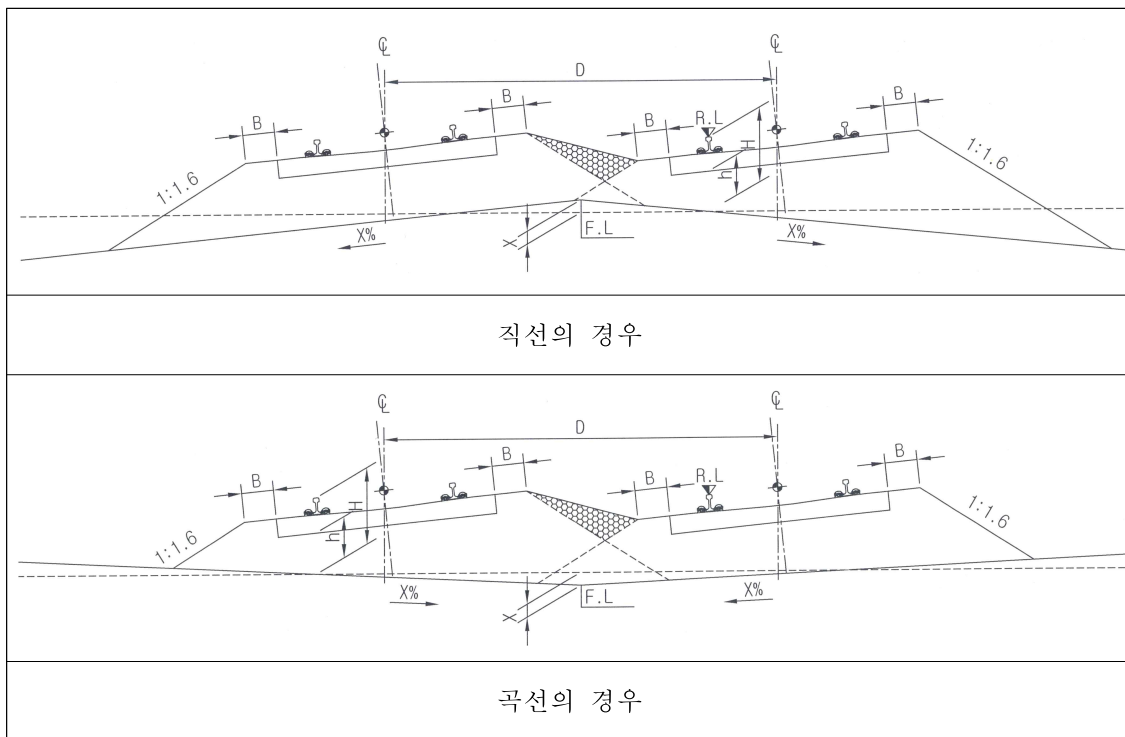 ℄ ℄
D
B B B R.L B
H
h
1:1.6 1:1.6
X% X F.L X%
직선의 경우
℄ ℄
D
B B B R.L B
H
h
1:1.6 1:1.6
X% X F.L X%
곡선의 경우